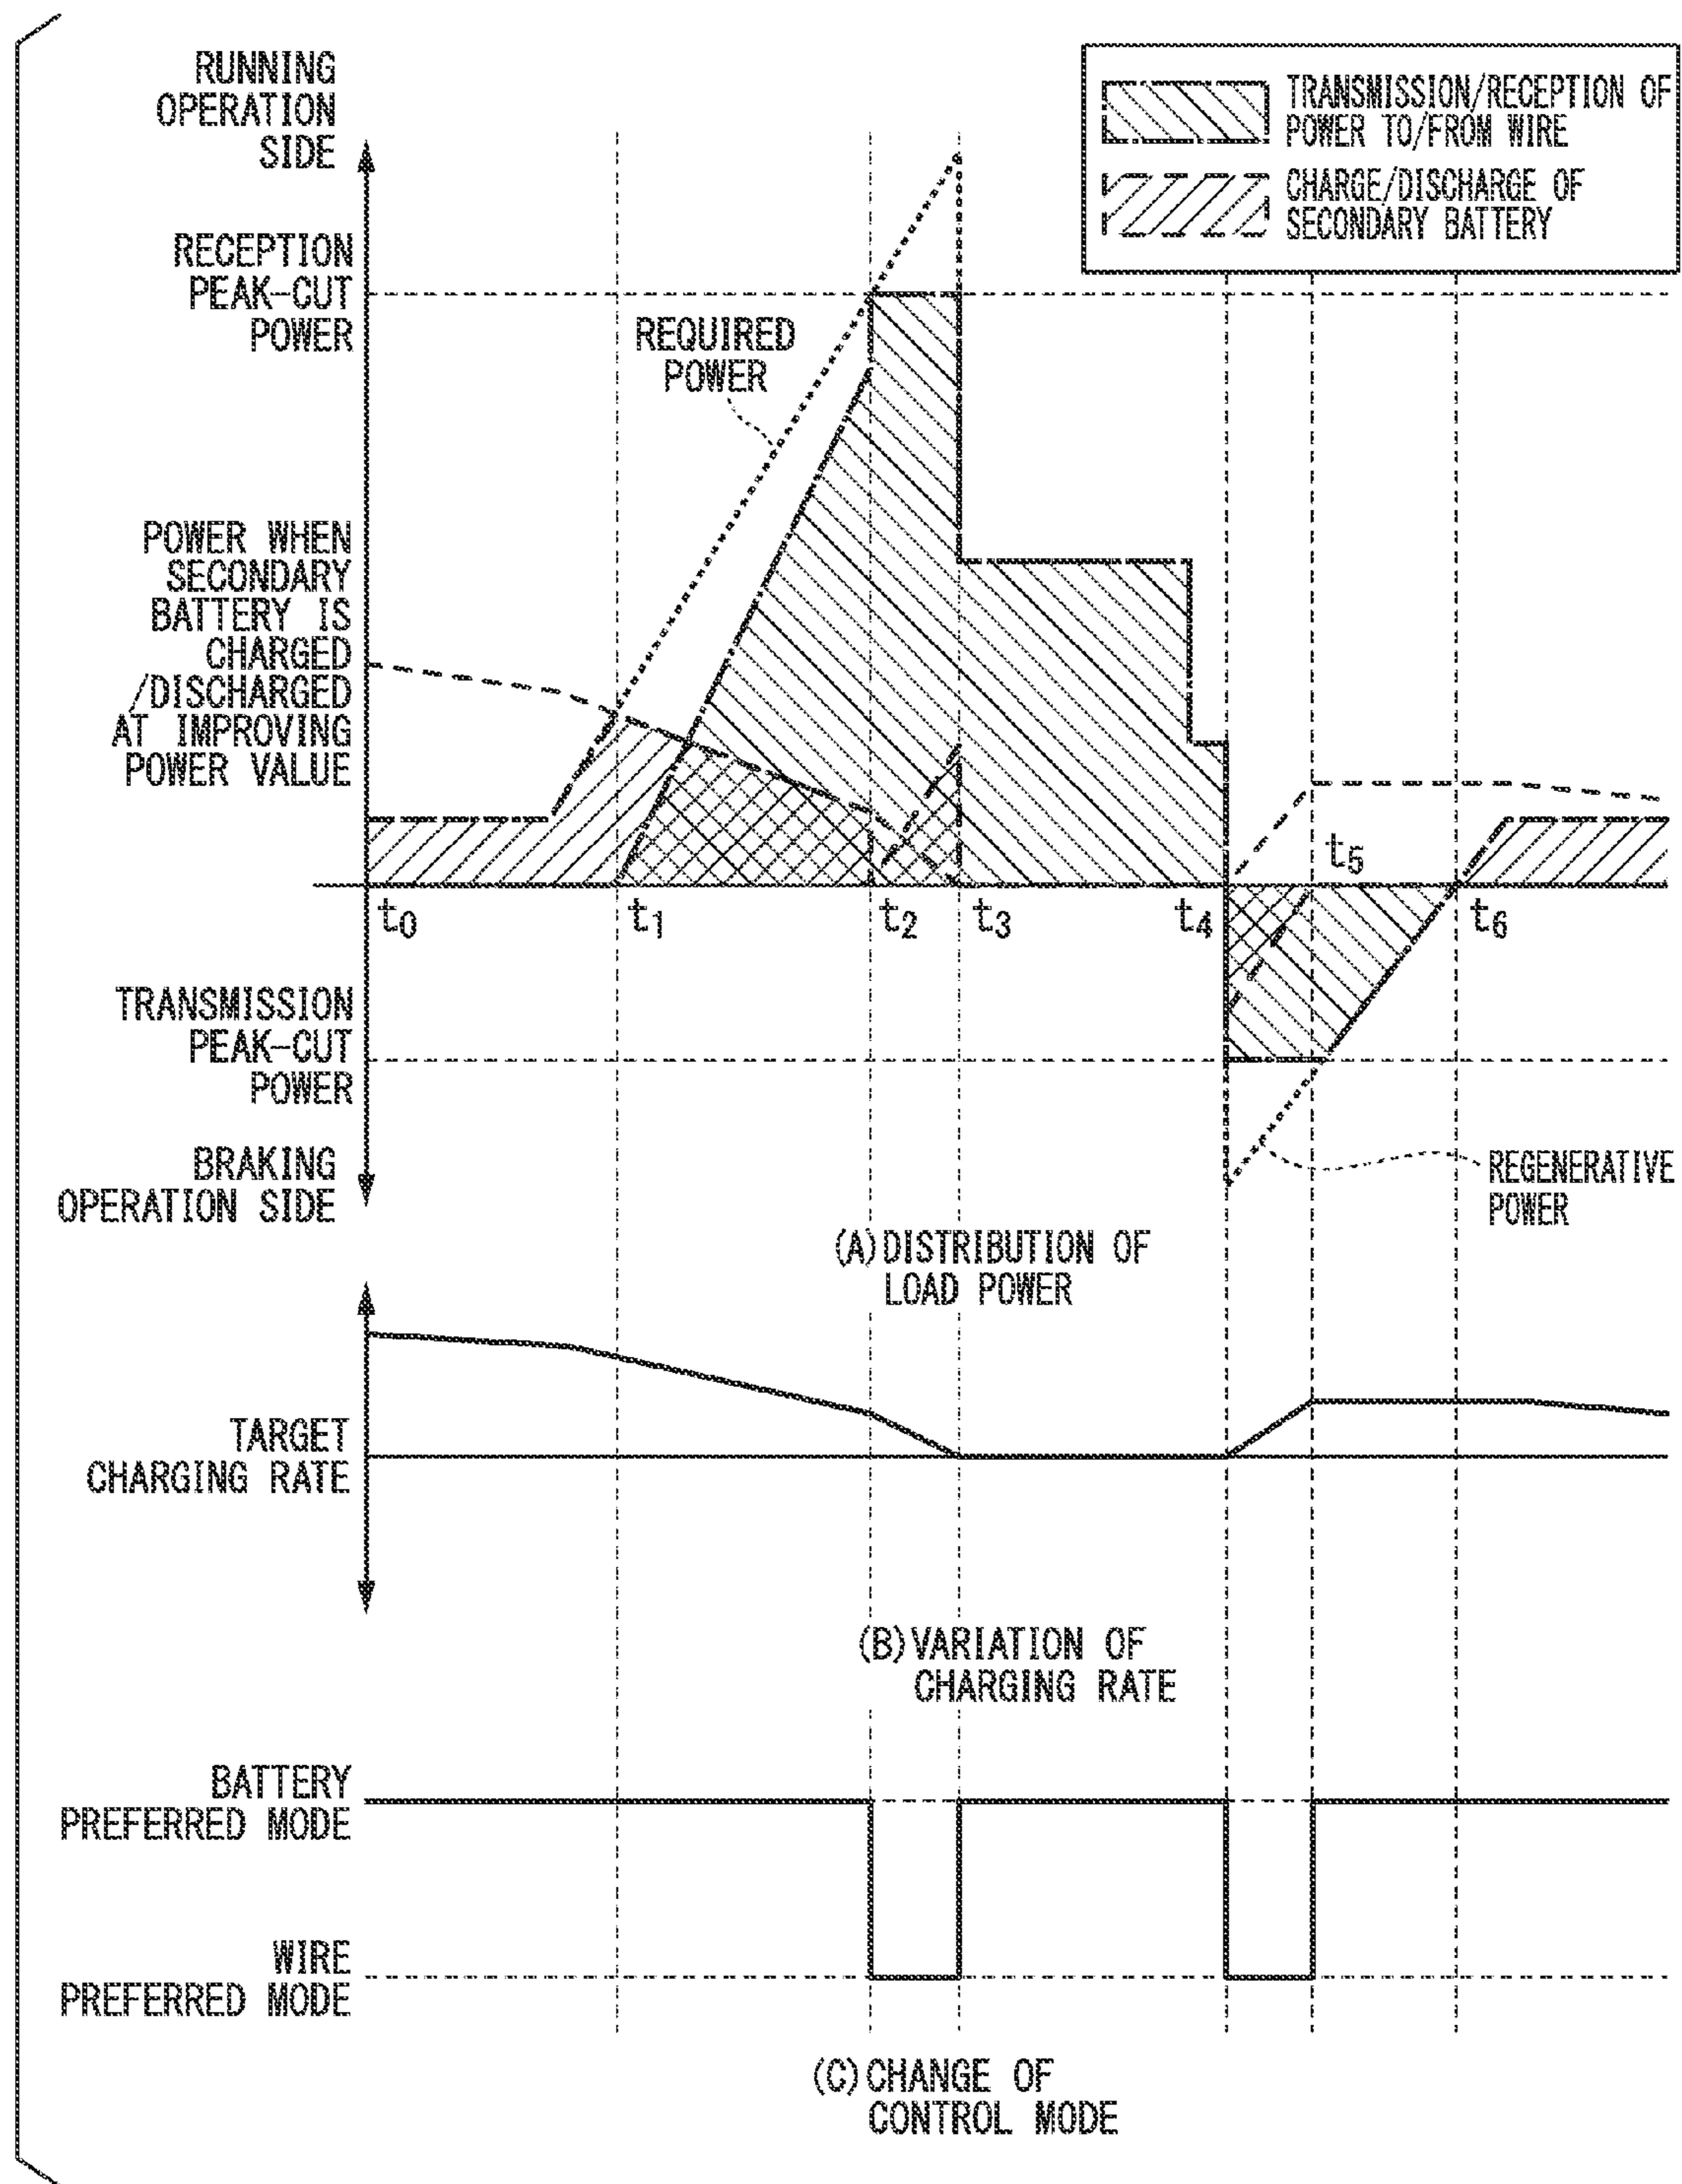 RUNNING
OPERATION
SIDE
TRANSMISSION/RECEPTION OF
POWER TO/FROM WIRE
CHARGE/DISCHARGE OF
SECONDARY BATTERY
RECEPTION
PEAK-CUT
POWER
REQUIRED
POWER
POWER WHEN
SECONDARY
BATTERY IS
CHARGED
/DISCHARGED
AT IMPROVING
POWER VALUE
t0
t1
t2
t3
t4
t5
t6
TRANSMISSION
PEAK-CUT
POWER
BRAKING
OPERATION SIDE
REGENERATIVE
POWER
(A) DISTRIBUTION OF
LOAD POWER
TARGET
CHARGING RATE
(B) VARIATION OF
CHARGING RATE
BATTERY
PREFERRED MODE
WIRE
PREFERRED MODE
(C) CHANGE OF
CONTROL MODE